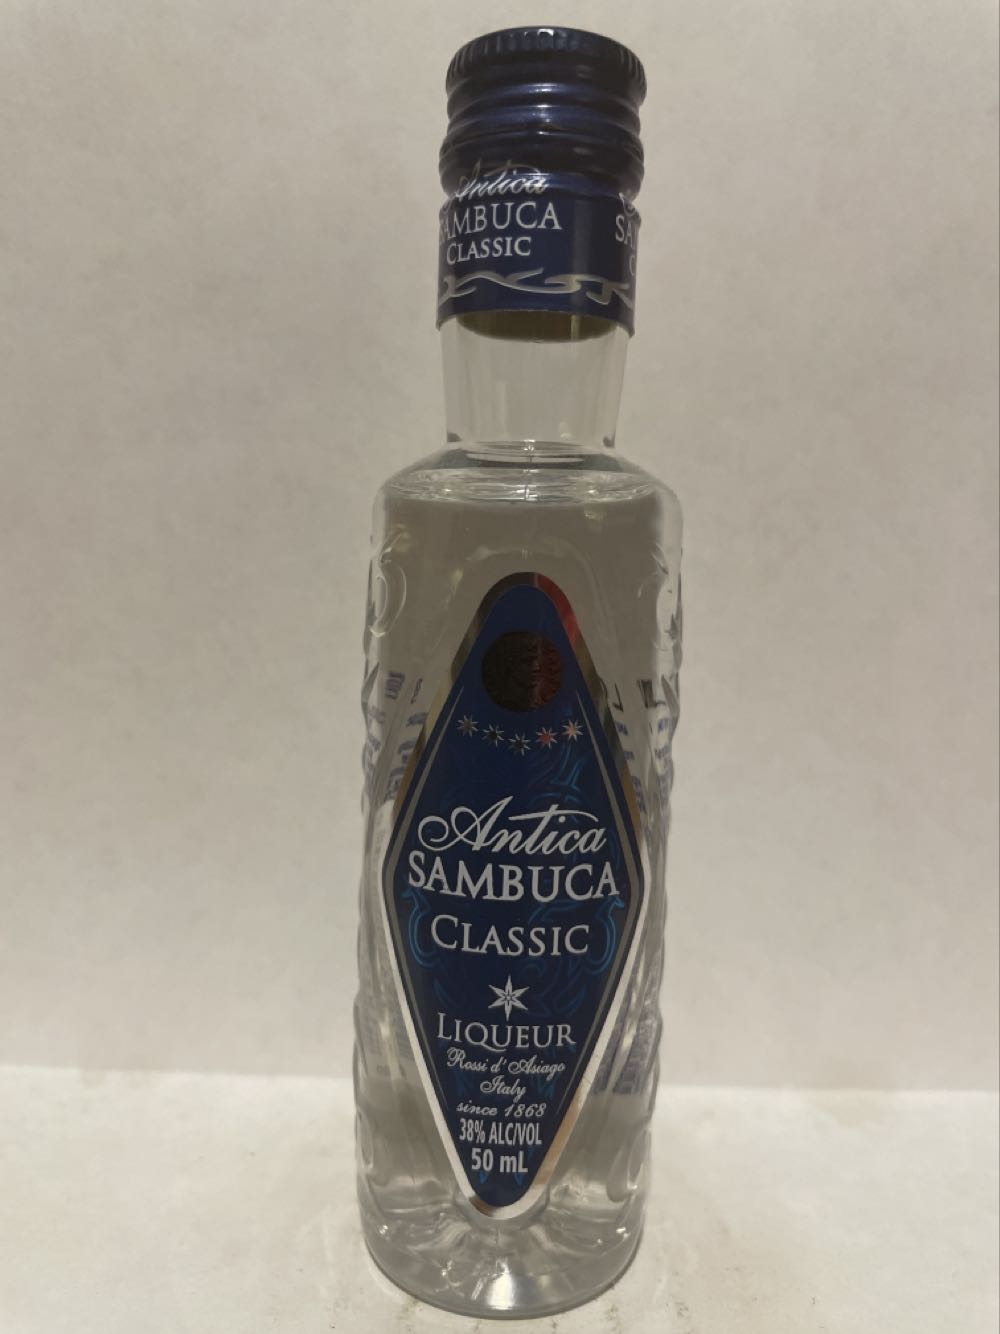 Antica
SAMBUCA
CLASSIC
Antica
SAMBUCA
CLASSIC
LIQUEUR
Rossi d'Asiago
Italy
since 1868
38% ALC/VOL
50 mL